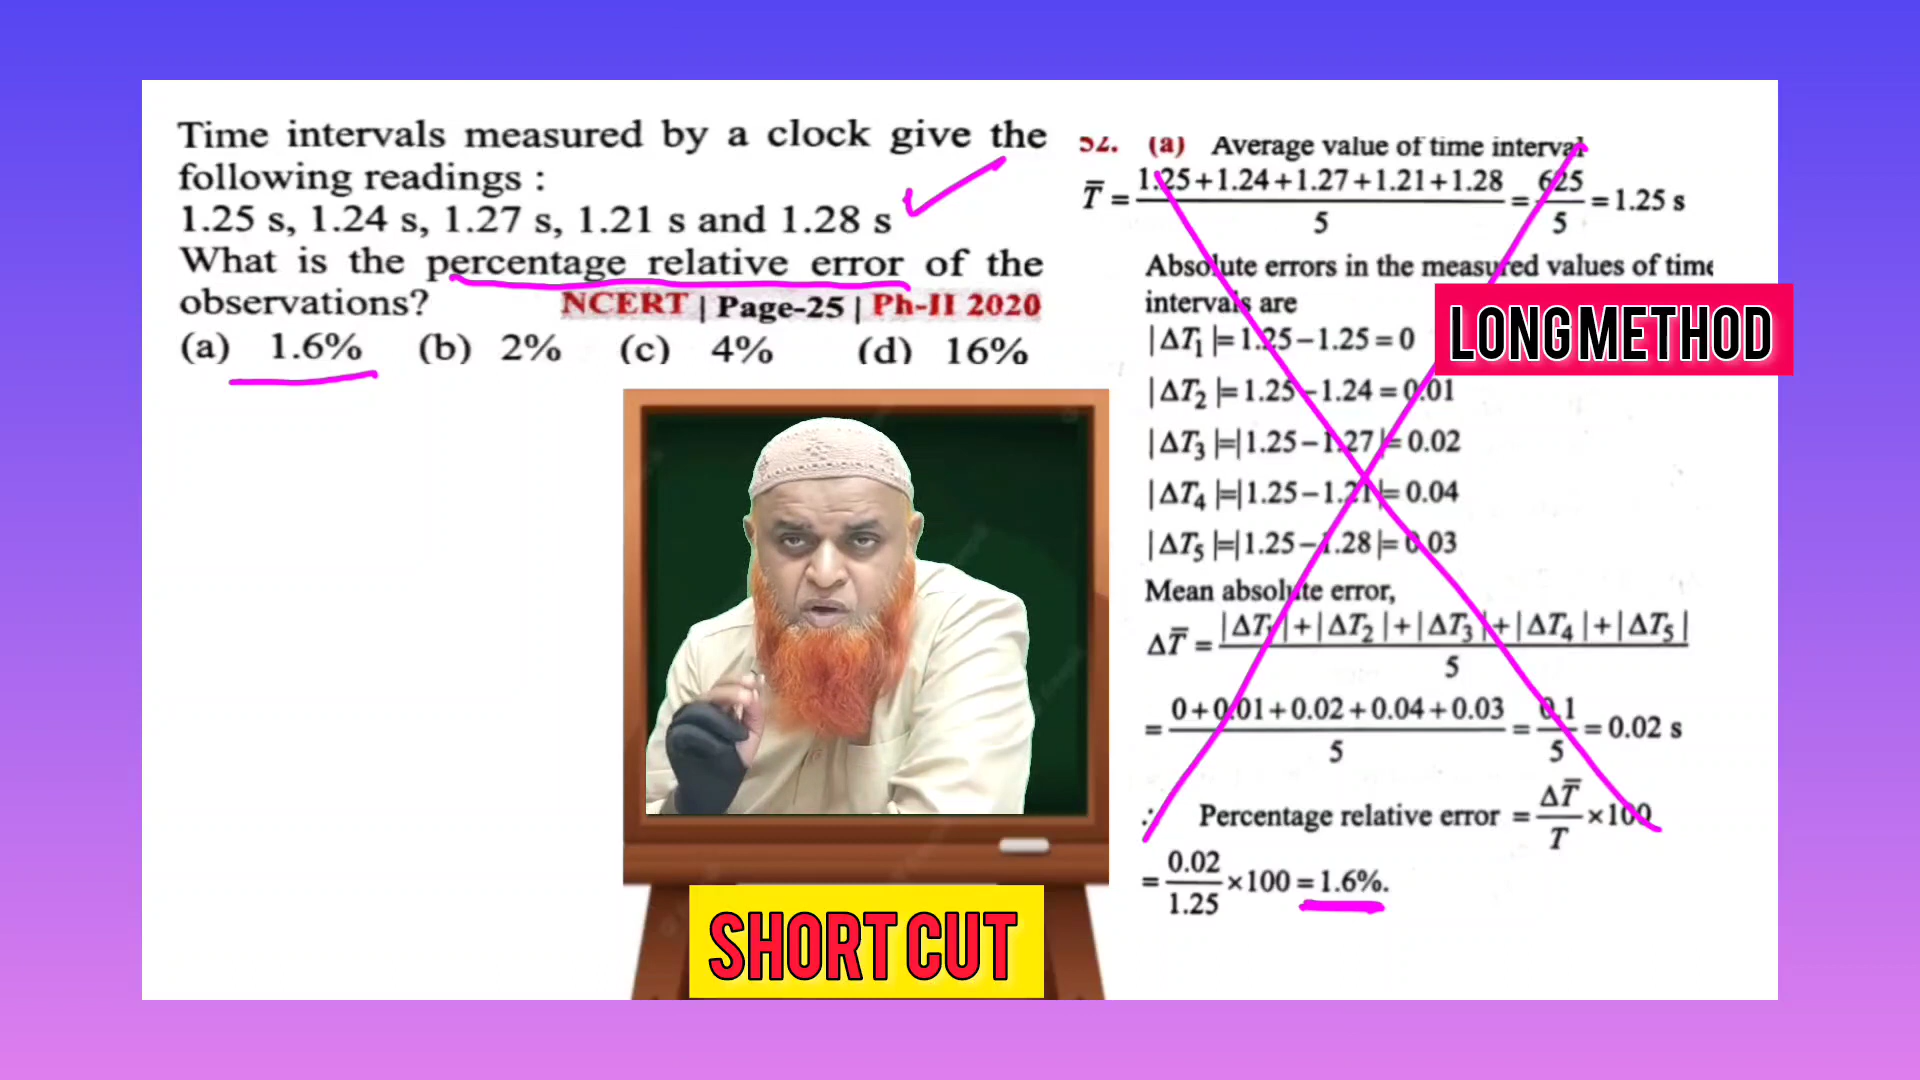 Time intervals measured by a clock give the
following readings :
1.25 s, 1.24 s, 1.27 s, 1.21 s and 1.28 s
What is the percentage relative error of the
observations? NCERT | Page-25 | Ph-II 2020
(a) 1.6% (b) 2% (c) 4% (d) 16%
SHORT CUT
52. (a) Average value of time interval
T̅ = (1.25+1.24+1.27+1.21+1.28)/5 = 625/5 = 1.25 s
Absolute errors in the measured values of time
intervals are
LONG METHOD
|ΔT₁|=1.25−1.25=0
|ΔT₂|=1.25−1.24=0.01
|ΔT₃|=|1.25−1.27|=0.02
|ΔT₄|=|1.25−1.21|=0.04
|ΔT₅|=|1.25−1.28|=0.03
Mean absolute error,
ΔT̅ = (|ΔT₁|+|ΔT₂|+|ΔT₃|+|ΔT₄|+|ΔT₅|)/5
= (0+0.01+0.02+0.04+0.03)/5 = 0.1/5 = 0.02 s
∴ Percentage relative error = ΔT̅/T ×100
= 0.02/1.25 ×100 = 1.6%.